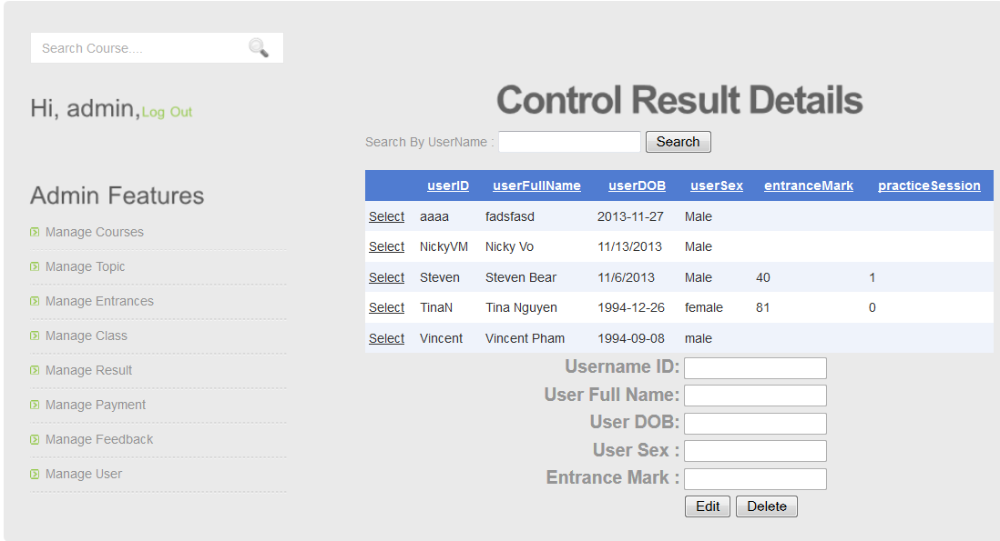 Search Course....
Hi, admin,Log Out
Admin Features
Manage Courses
Manage Topic
Manage Entrances
Manage Class
Manage Result
Manage Payment
Manage Feedback
Manage User
Control Result Details
Search By UserName : Search
userID userFullName userDOB userSex entranceMark practiceSession
Select aaaa fadsfasd 2013-11-27 Male
Select NickyVM Nicky Vo 11/13/2013 Male
Select Steven Steven Bear 11/6/2013 Male 40 1
Select TinaN Tina Nguyen 1994-12-26 female 81 0
Select Vincent Vincent Pham 1994-09-08 male
Username ID:
User Full Name:
User DOB:
User Sex :
Entrance Mark :
Edit Delete